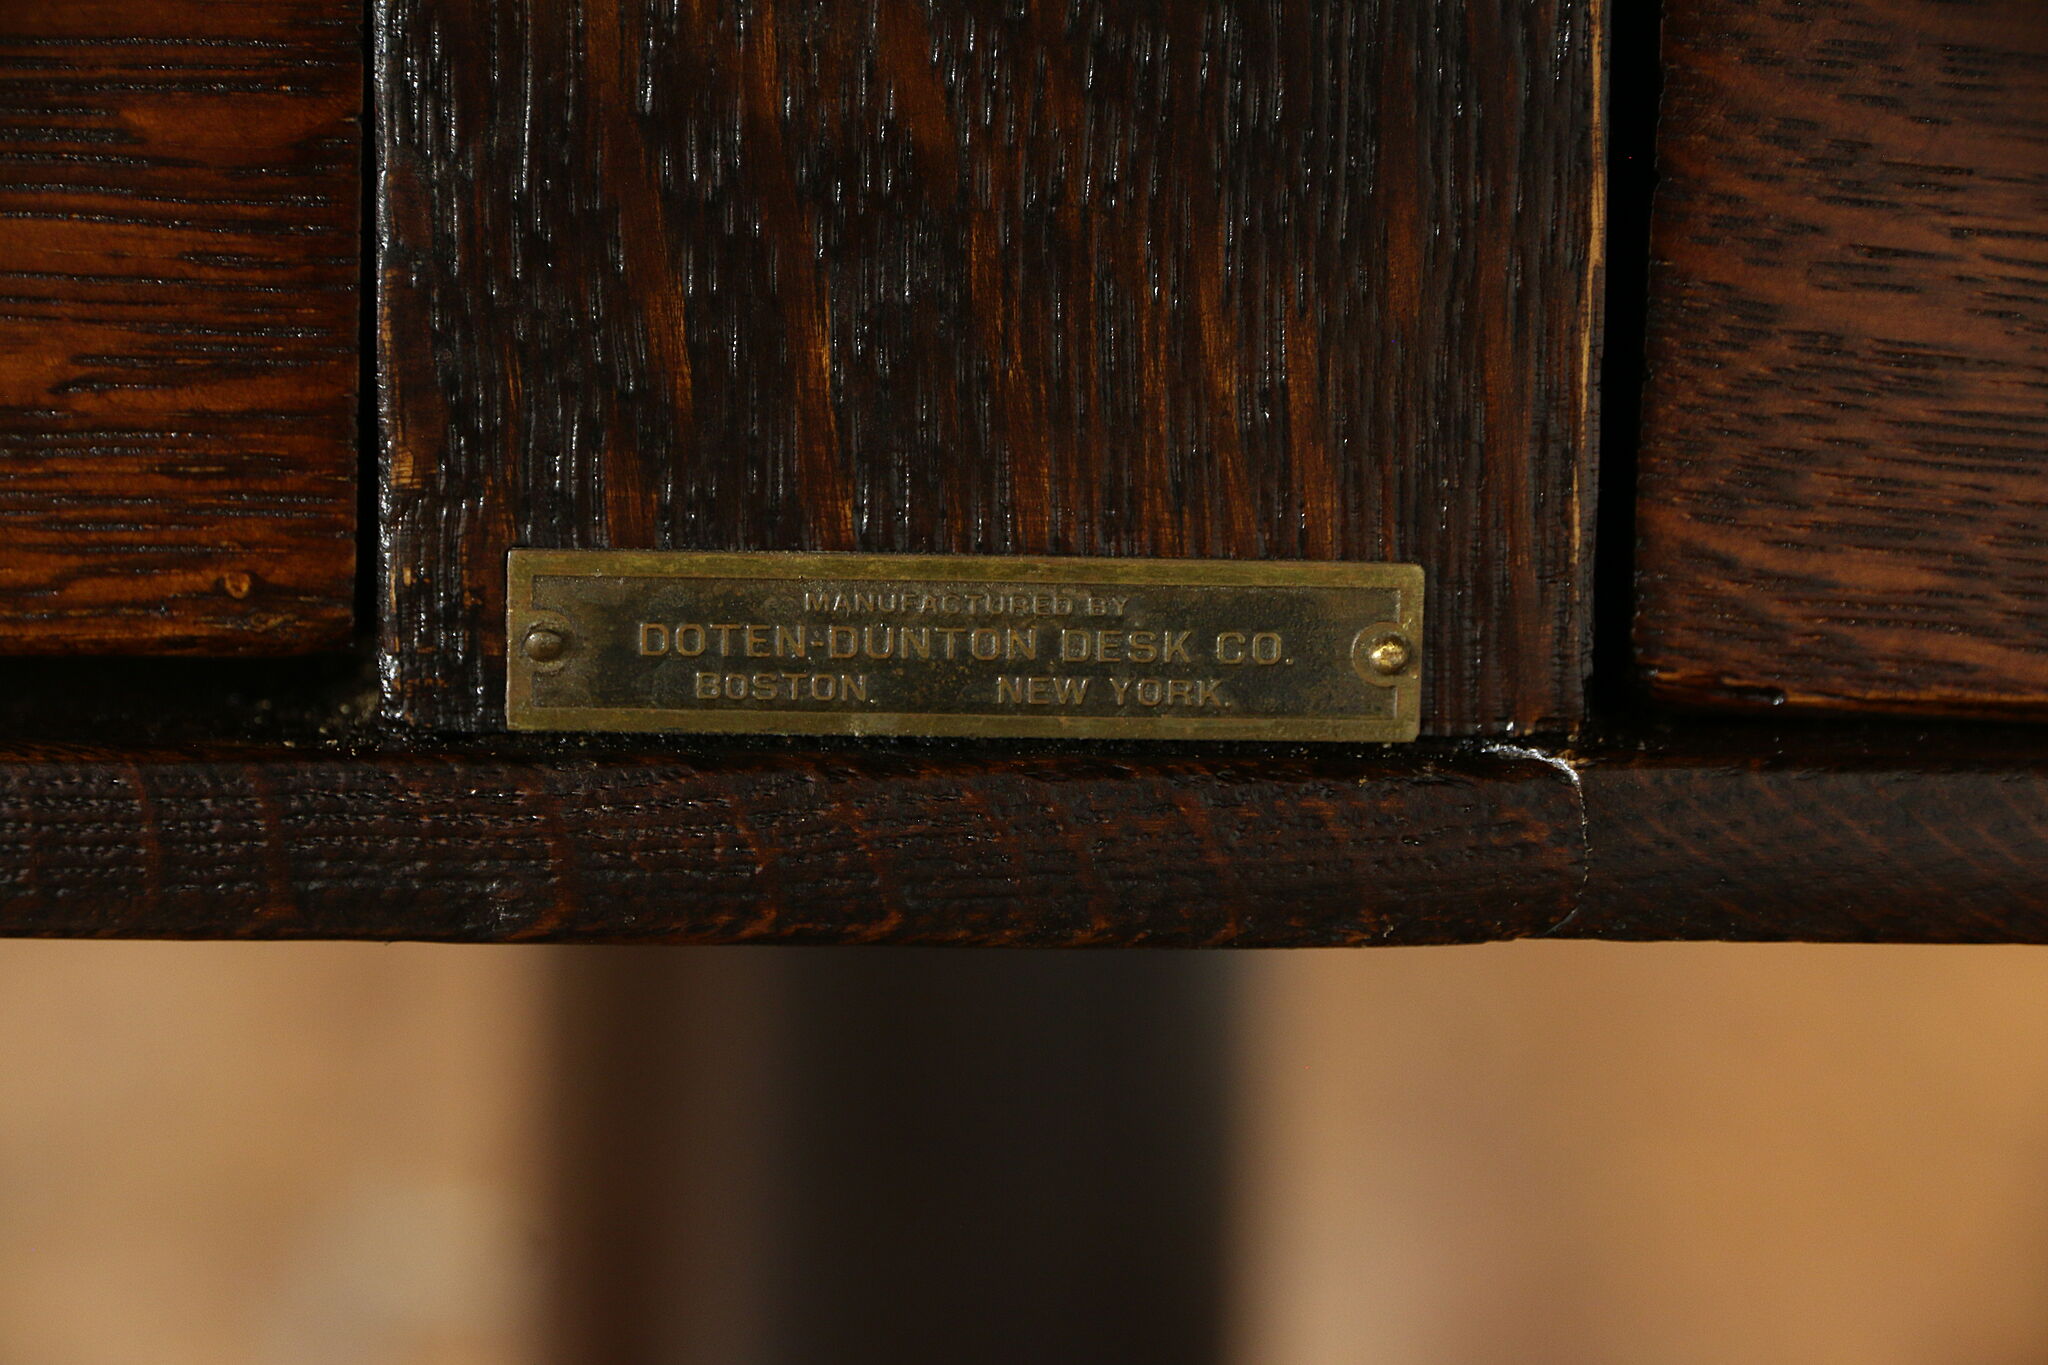 MANUFACTURED BY
DOTEN-DUNTON DESK CO.
BOSTON. NEW YORK.